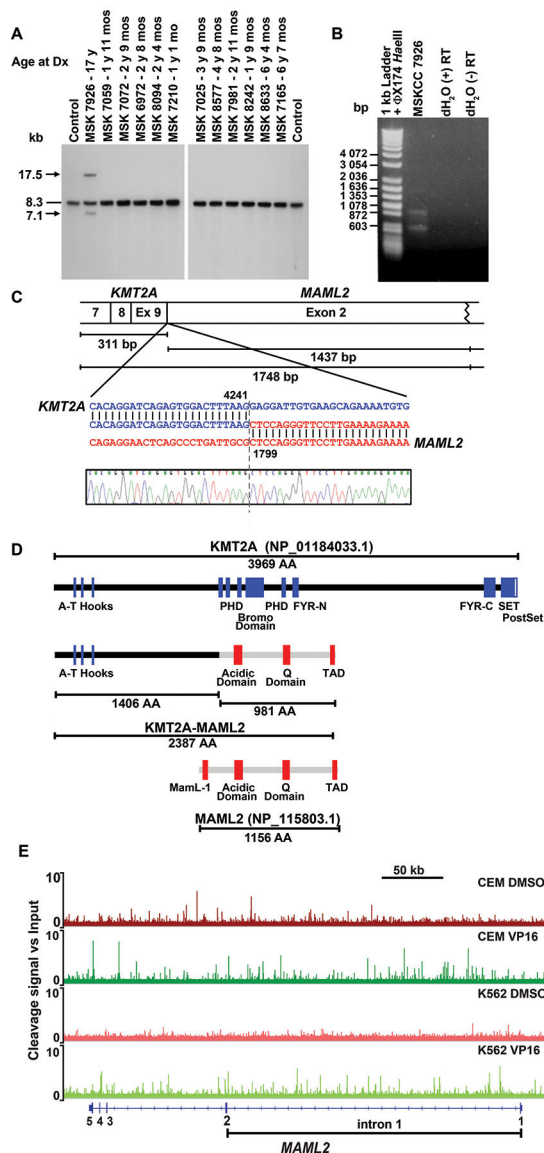 A
Age at Dx
Control
MSK 7926 - 17 y
MSK 7059 - 1 y 11 mos
MSK 7072 - 2 y 9 mos
MSK 6972 - 2 y 8 mos
MSK 8094 - 2 y 4 mos
MSK 7210 - 1 y 1 mo
MSK 7025 - 3 y 9 mos
MSK 8577 - 4 y 8 mos
MSK 7981 - 2 y 11 mos
MSK 8242 - 1 y 9 mos
MSK 8633 - 6 y 4 mos
MSK 7165 - 6 y 7 mos
Control
kb
17.5
8.3
7.1
B
1 kb Ladder
+ ΦX174 HaeIII
MSKCC 7926
dH2O (+) RT
dH2O (-) RT
bp
4 072
3 054
2 036
1 636
1 353
1 078
872
603
C
KMT2A MAML2
7 8 Ex 9 Exon 2
311 bp
1437 bp
1748 bp
4241
KMT2A CACAGGATCAGAGTGGACTTTAAGGAGGATTGTGAAGCAGAAAATGTG
CACAGGATCAGAGTGGACTTTAAGCTCCAGGGTTCCTTGAAAAGAAAA
CAGAGGAACTCAGCCCTGATTGCGCTCCAGGGTTCCTTGAAAAGAAAA MAML2
1799
CACAGGATCAGAGTGGACTTTAAGCTCCAGGGTTCCTTGAAAAGAAAA
D
KMT2A (NP_01184033.1)
3969 AA
A-T Hooks PHD Bromo Domain PHD FYR-N FYR-C SET PostSet
A-T Hooks Acidic Domain Q Domain TAD
1406 AA 981 AA
KMT2A-MAML2
2387 AA
MamL-1 Acidic Domain Q Domain TAD
MAML2 (NP_115803.1)
1156 AA
E
50 kb
Cleavage signal vs Input
10
0
CEM DMSO
10
0
CEM VP16
10
0
K562 DMSO
10
0
K562 VP16
5 4 3 2 intron 1 1
MAML2